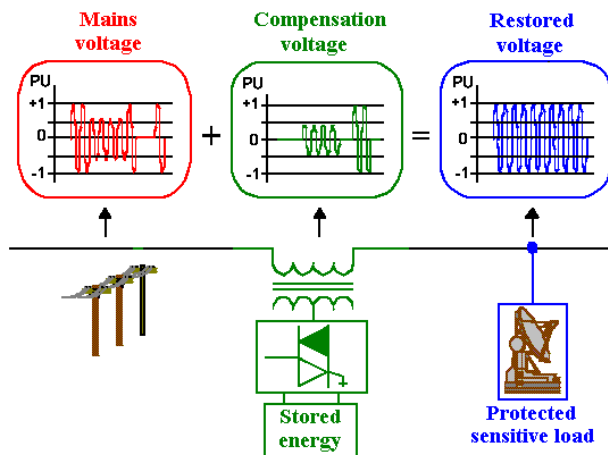 Mains
voltage
Compensation
voltage
Restored
voltage
PU
+1
0
-1
+
PU
+1
0
-1
=
PU
+1
0
-1
Stored
energy
Protected
sensitive load